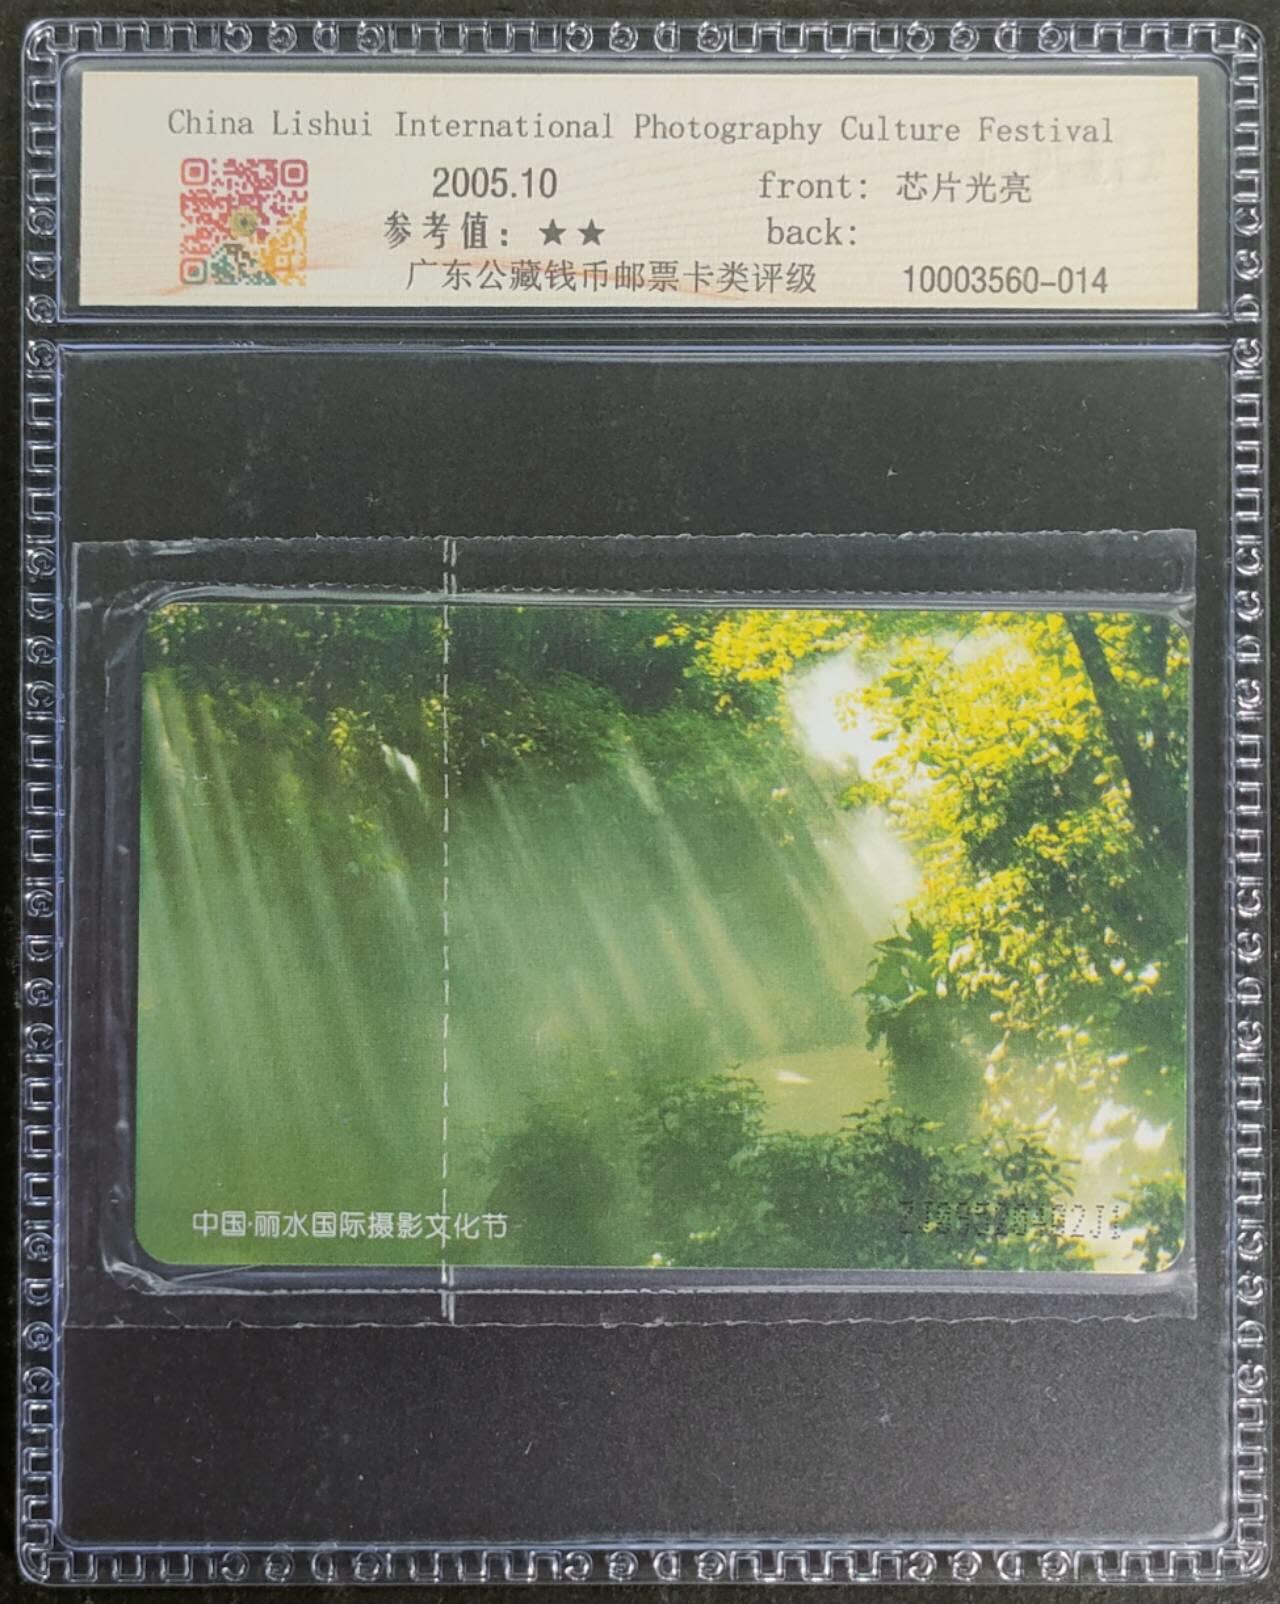 China Lishui International Photography Culture Festival
2005.10
front: 芯片光亮
参考值: ★★
back:
广东公藏钱币邮票卡类评级
10003560-014
中国·丽水国际摄影文化节